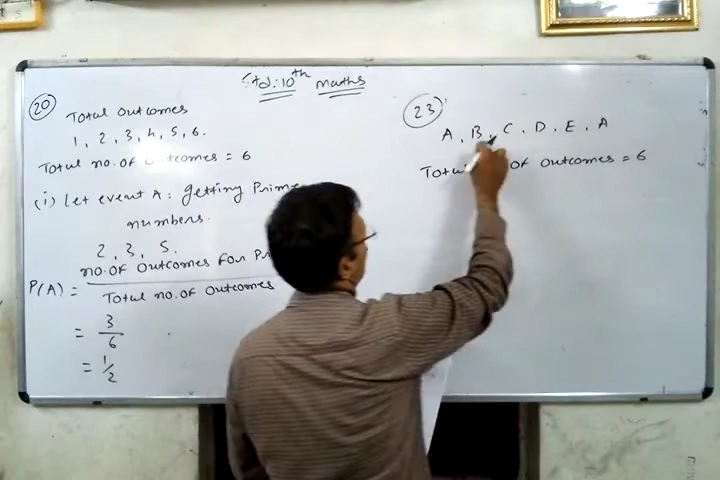 Std: 10th Maths
20
Total Outcomes
1, 2, 3, 4, 5, 6.
Total no. of outcomes = 6
(i) Let event A: Getting Prime
numbers.
2, 3, 5.
P(A) = no. of Outcomes For
Total no. of Outcomes
= 3/6
= 1/2
23
A, B, C, D, E, A
of outcomes = 6